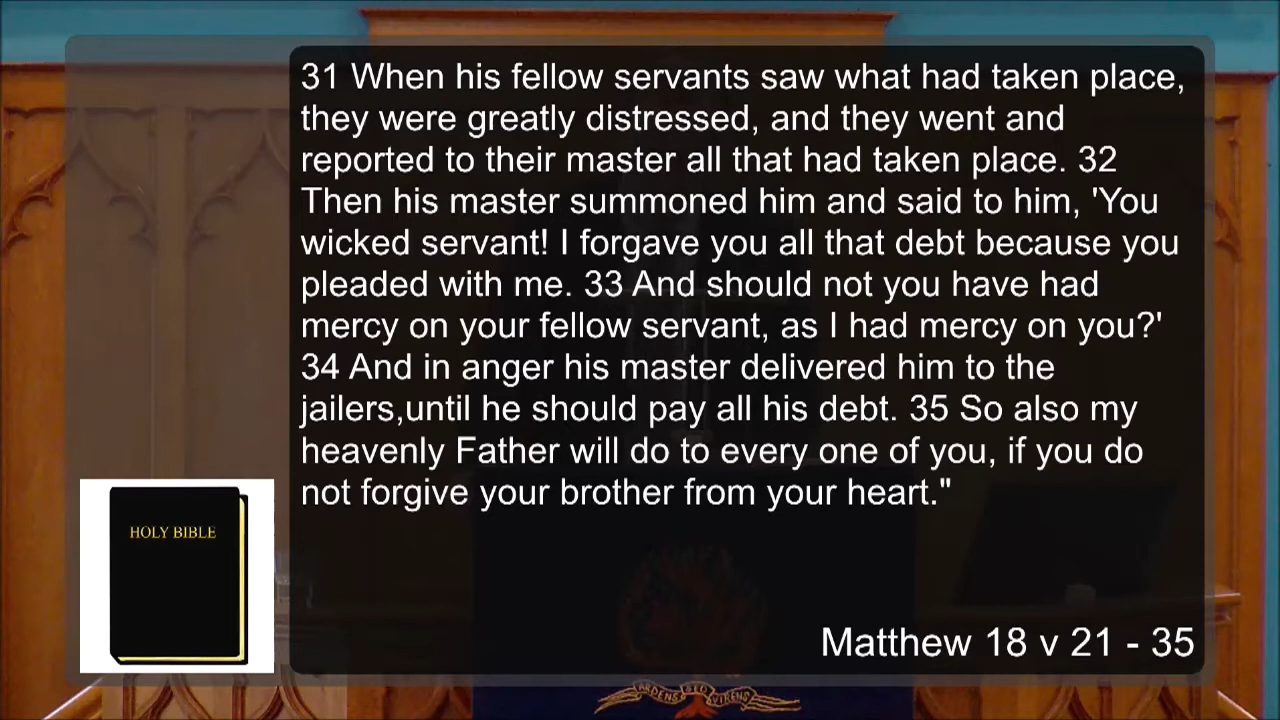 31 When his fellow servants saw what had taken place,
they were greatly distressed, and they went and
reported to their master all that had taken place. 32
Then his master summoned him and said to him, 'You
wicked servant! I forgave you all that debt because you
pleaded with me. 33 And should not you have had
mercy on your fellow servant, as I had mercy on you?'
34 And in anger his master delivered him to the
jailers,until he should pay all his debt. 35 So also my
heavenly Father will do to every one of you, if you do
not forgive your brother from your heart."
HOLY BIBLE
Matthew 18 v 21 - 35
ARDENS SED VIRENS